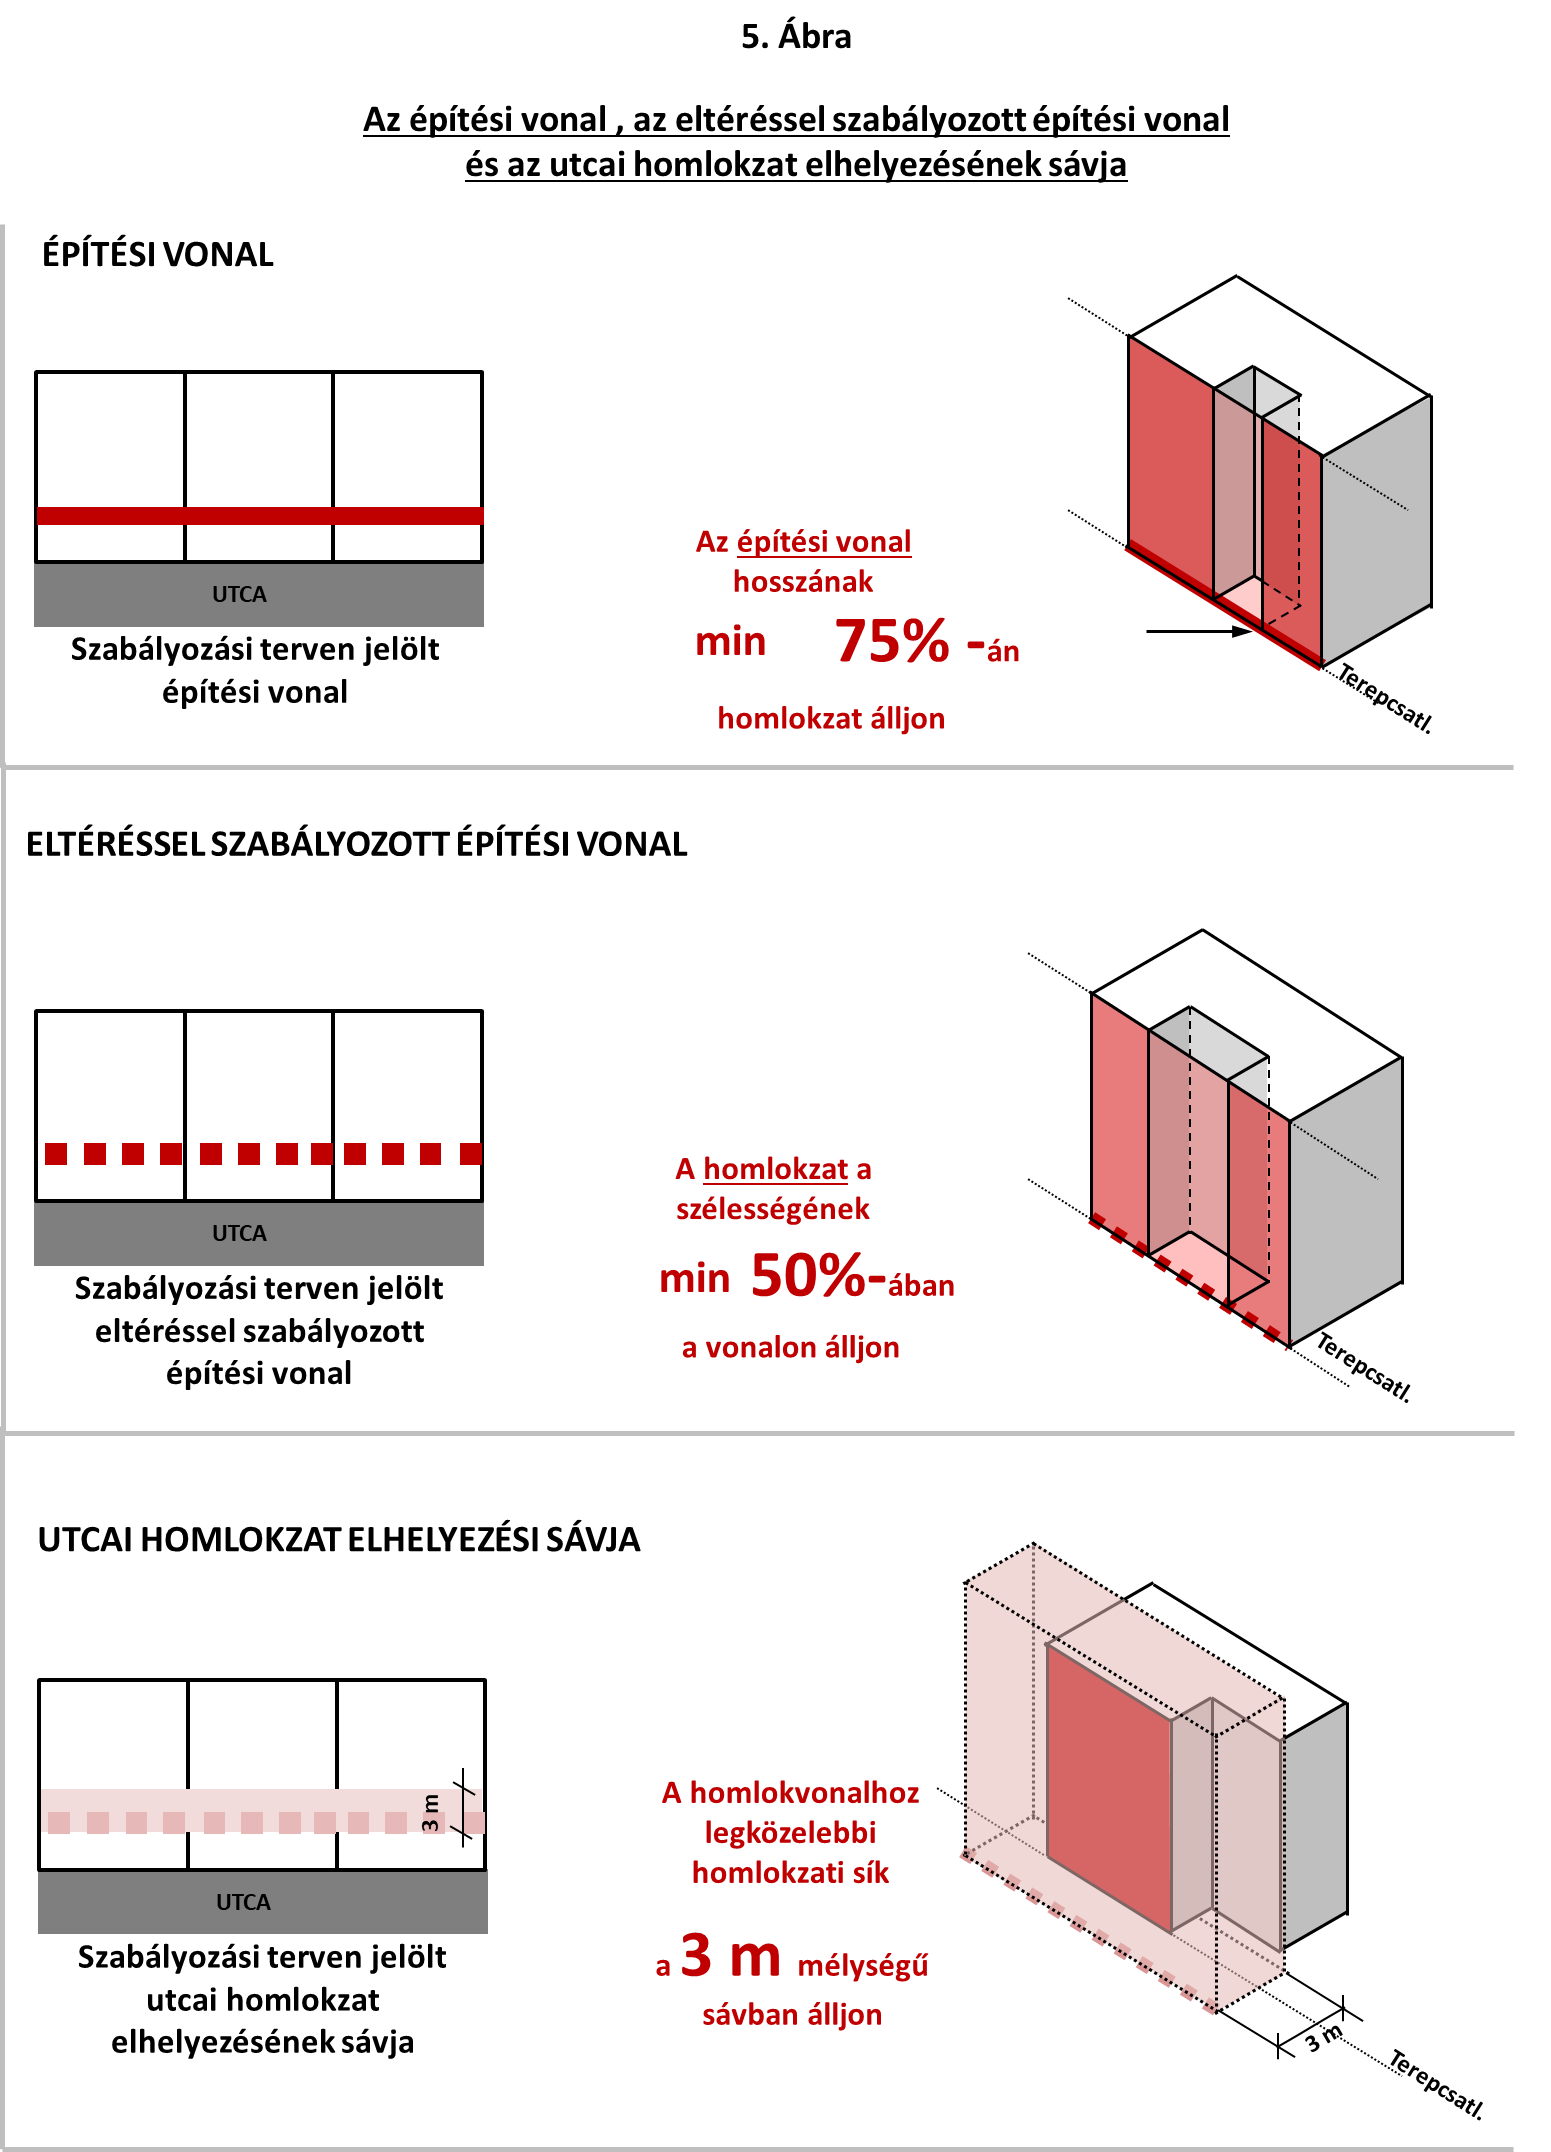 5. Ábra
Az építési vonal , az eltéréssel szabályozott építési vonal
és az utcai homlokzat elhelyezésének sávja
ÉPÍTÉSI VONAL
UTCA
Szabályozási terven jelölt
építési vonal
Az építési vonal
hosszának
min 75% -án
homlokzat álljon
Terepcsatl.
ELTÉRÉSSEL SZABÁLYOZOTT ÉPÍTÉSI VONAL
UTCA
Szabályozási terven jelölt
eltéréssel szabályozott
építési vonal
A homlokzat a
szélességének
min 50%-ában
a vonalon álljon
Terepcsatl.
UTCAI HOMLOKZAT ELHELYEZÉSI SÁVJA
3 m
UTCA
Szabályozási terven jelölt
utcai homlokzat
elhelyezésének sávja
A homlokvonalhoz
legközelebbi
homlokzati sík
a 3 m mélységű
sávban álljon
3 m
Terepcsatl.